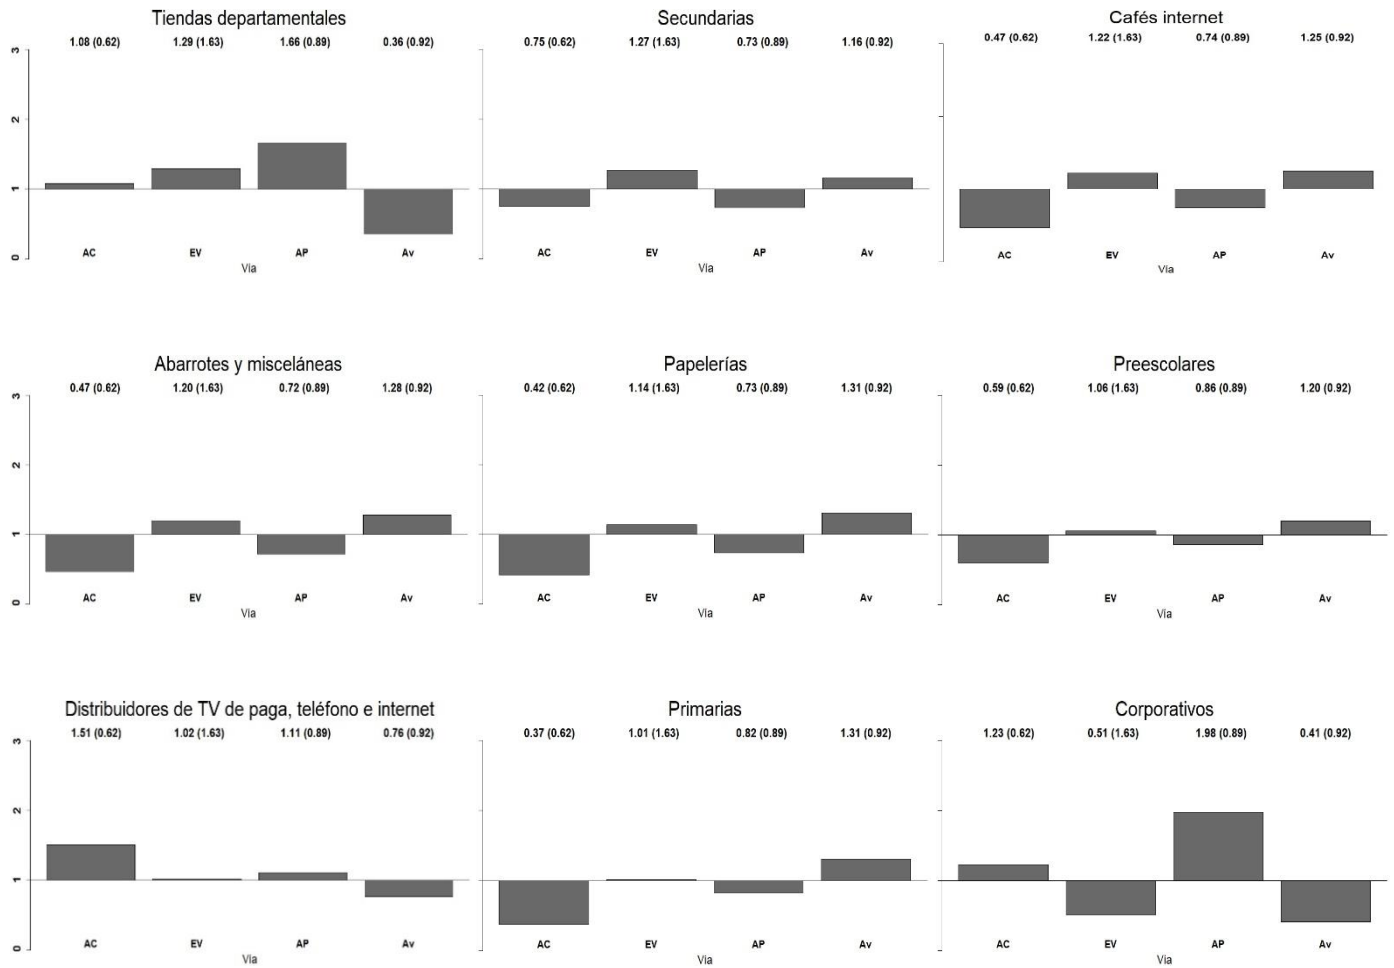 Tiendas departamentales
1.08 (0.62) 1.29 (1.63) 1.66 (0.89) 0.36 (0.92)
3
2
1
0
AC EV AP Av
Vía
Secundarias
0.75 (0.62) 1.27 (1.63) 0.73 (0.89) 1.16 (0.92)
AC EV AP Av
Vía
Cafés internet
0.47 (0.62) 1.22 (1.63) 0.74 (0.89) 1.25 (0.92)
AC EV AP Av
Vía
Abarrotes y misceláneas
0.47 (0.62) 1.20 (1.63) 0.72 (0.89) 1.28 (0.92)
3
2
1
0
AC EV AP Av
Vía
Papelerías
0.42 (0.62) 1.14 (1.63) 0.73 (0.89) 1.31 (0.92)
AC EV AP Av
Vía
Preescolares
0.59 (0.62) 1.06 (1.63) 0.86 (0.89) 1.20 (0.92)
AC EV AP Av
Vía
Distribuidores de TV de paga, teléfono e internet
1.51 (0.62) 1.02 (1.63) 1.11 (0.89) 0.76 (0.92)
3
2
1
0
AC EV AP Av
Vía
Primarias
0.37 (0.62) 1.01 (1.63) 0.82 (0.89) 1.31 (0.92)
AC EV AP Av
Vía
Corporativos
1.23 (0.62) 0.51 (1.63) 1.98 (0.89) 0.41 (0.92)
AC EV AP Av
Vía